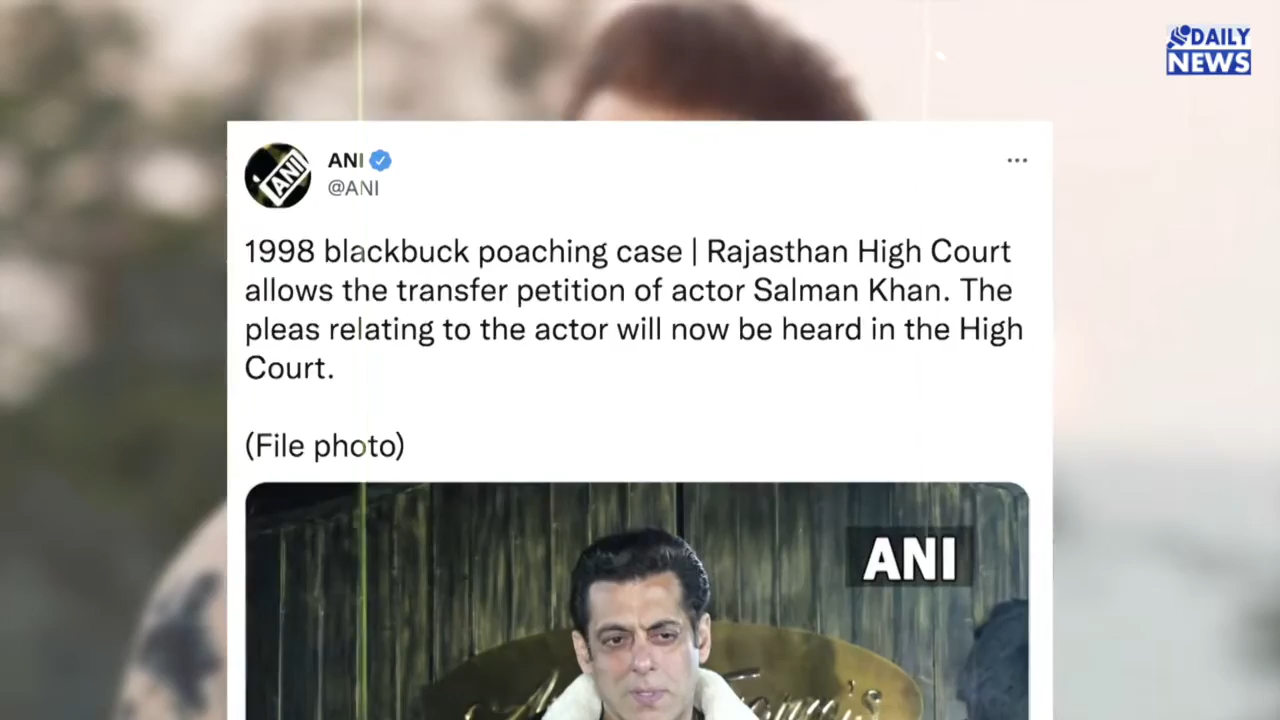 DAILY
NEWS
ANI
ANI
@ANI
1998 blackbuck poaching case | Rajasthan High Court
allows the transfer petition of actor Salman Khan. The
pleas relating to the actor will now be heard in the High
Court.
(File photo)
ANI